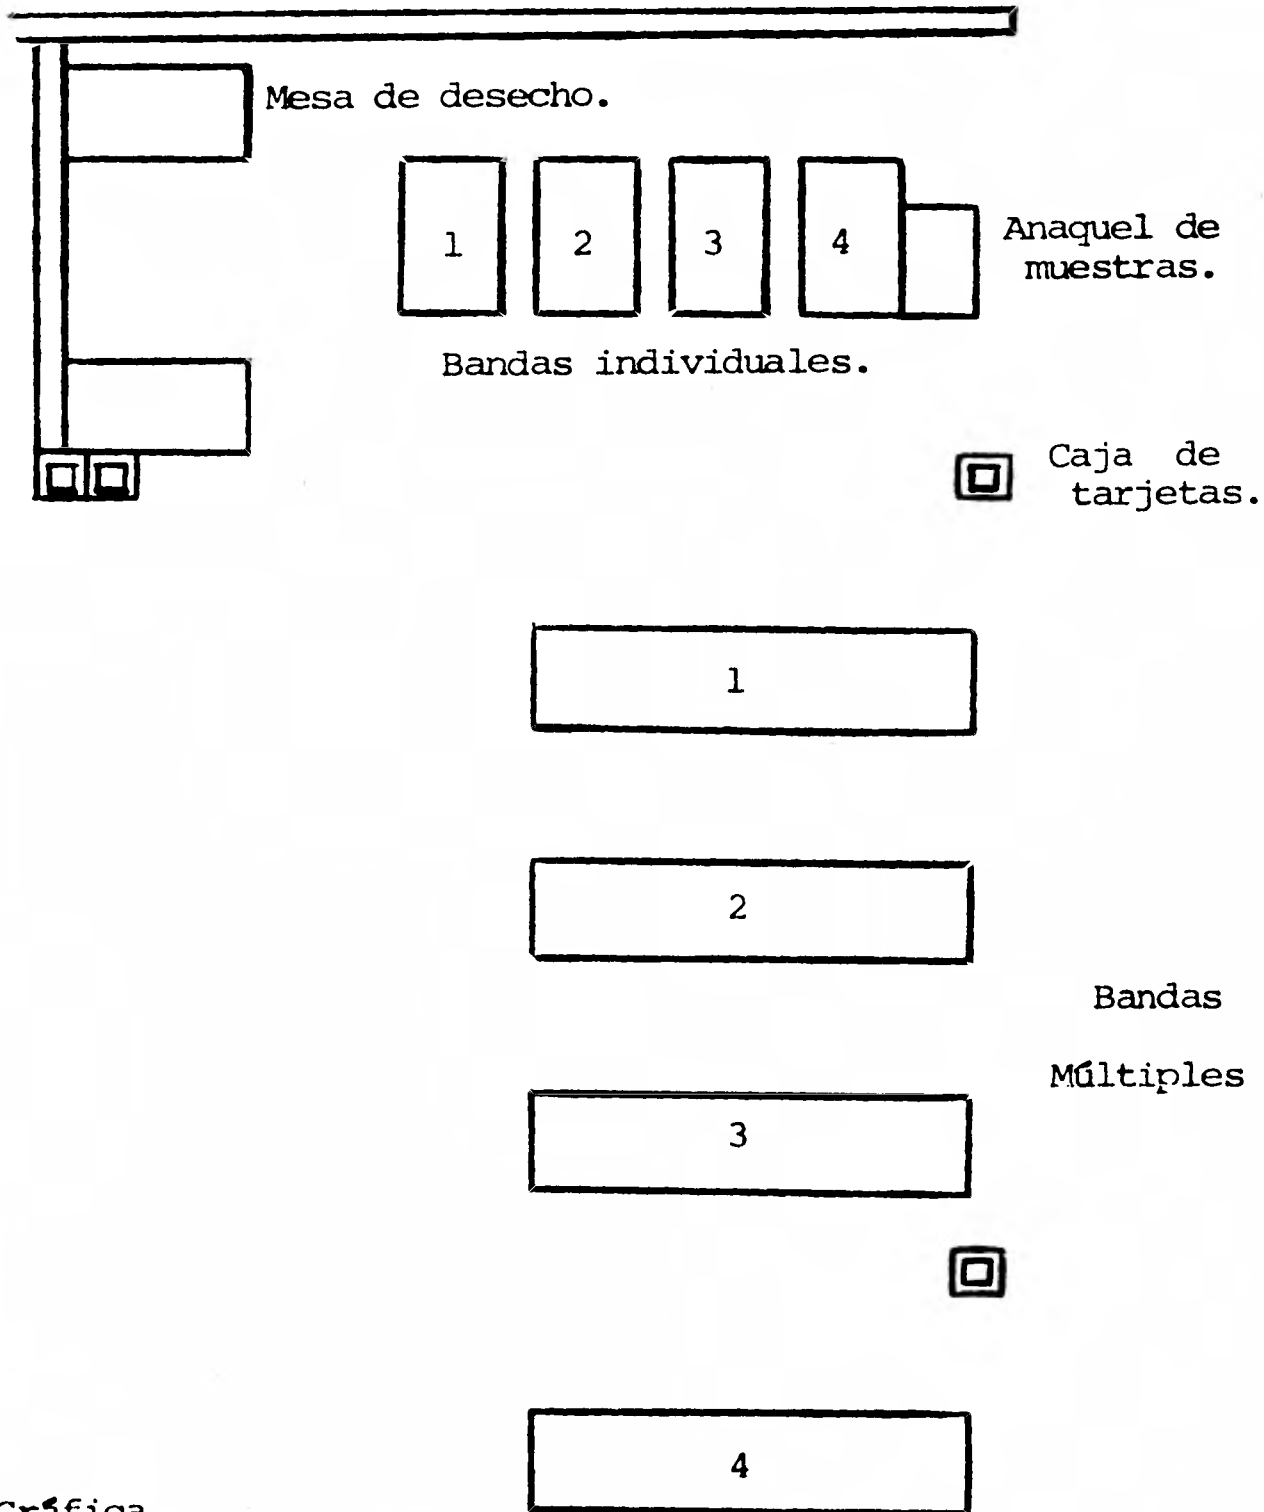 Mesa de desecho.
1 2 3 4
Anaquel de
muestras.
Bandas individuales.
Caja de
tarjetas.
1
2
Bandas
Múltiples
3
4
Gráfica